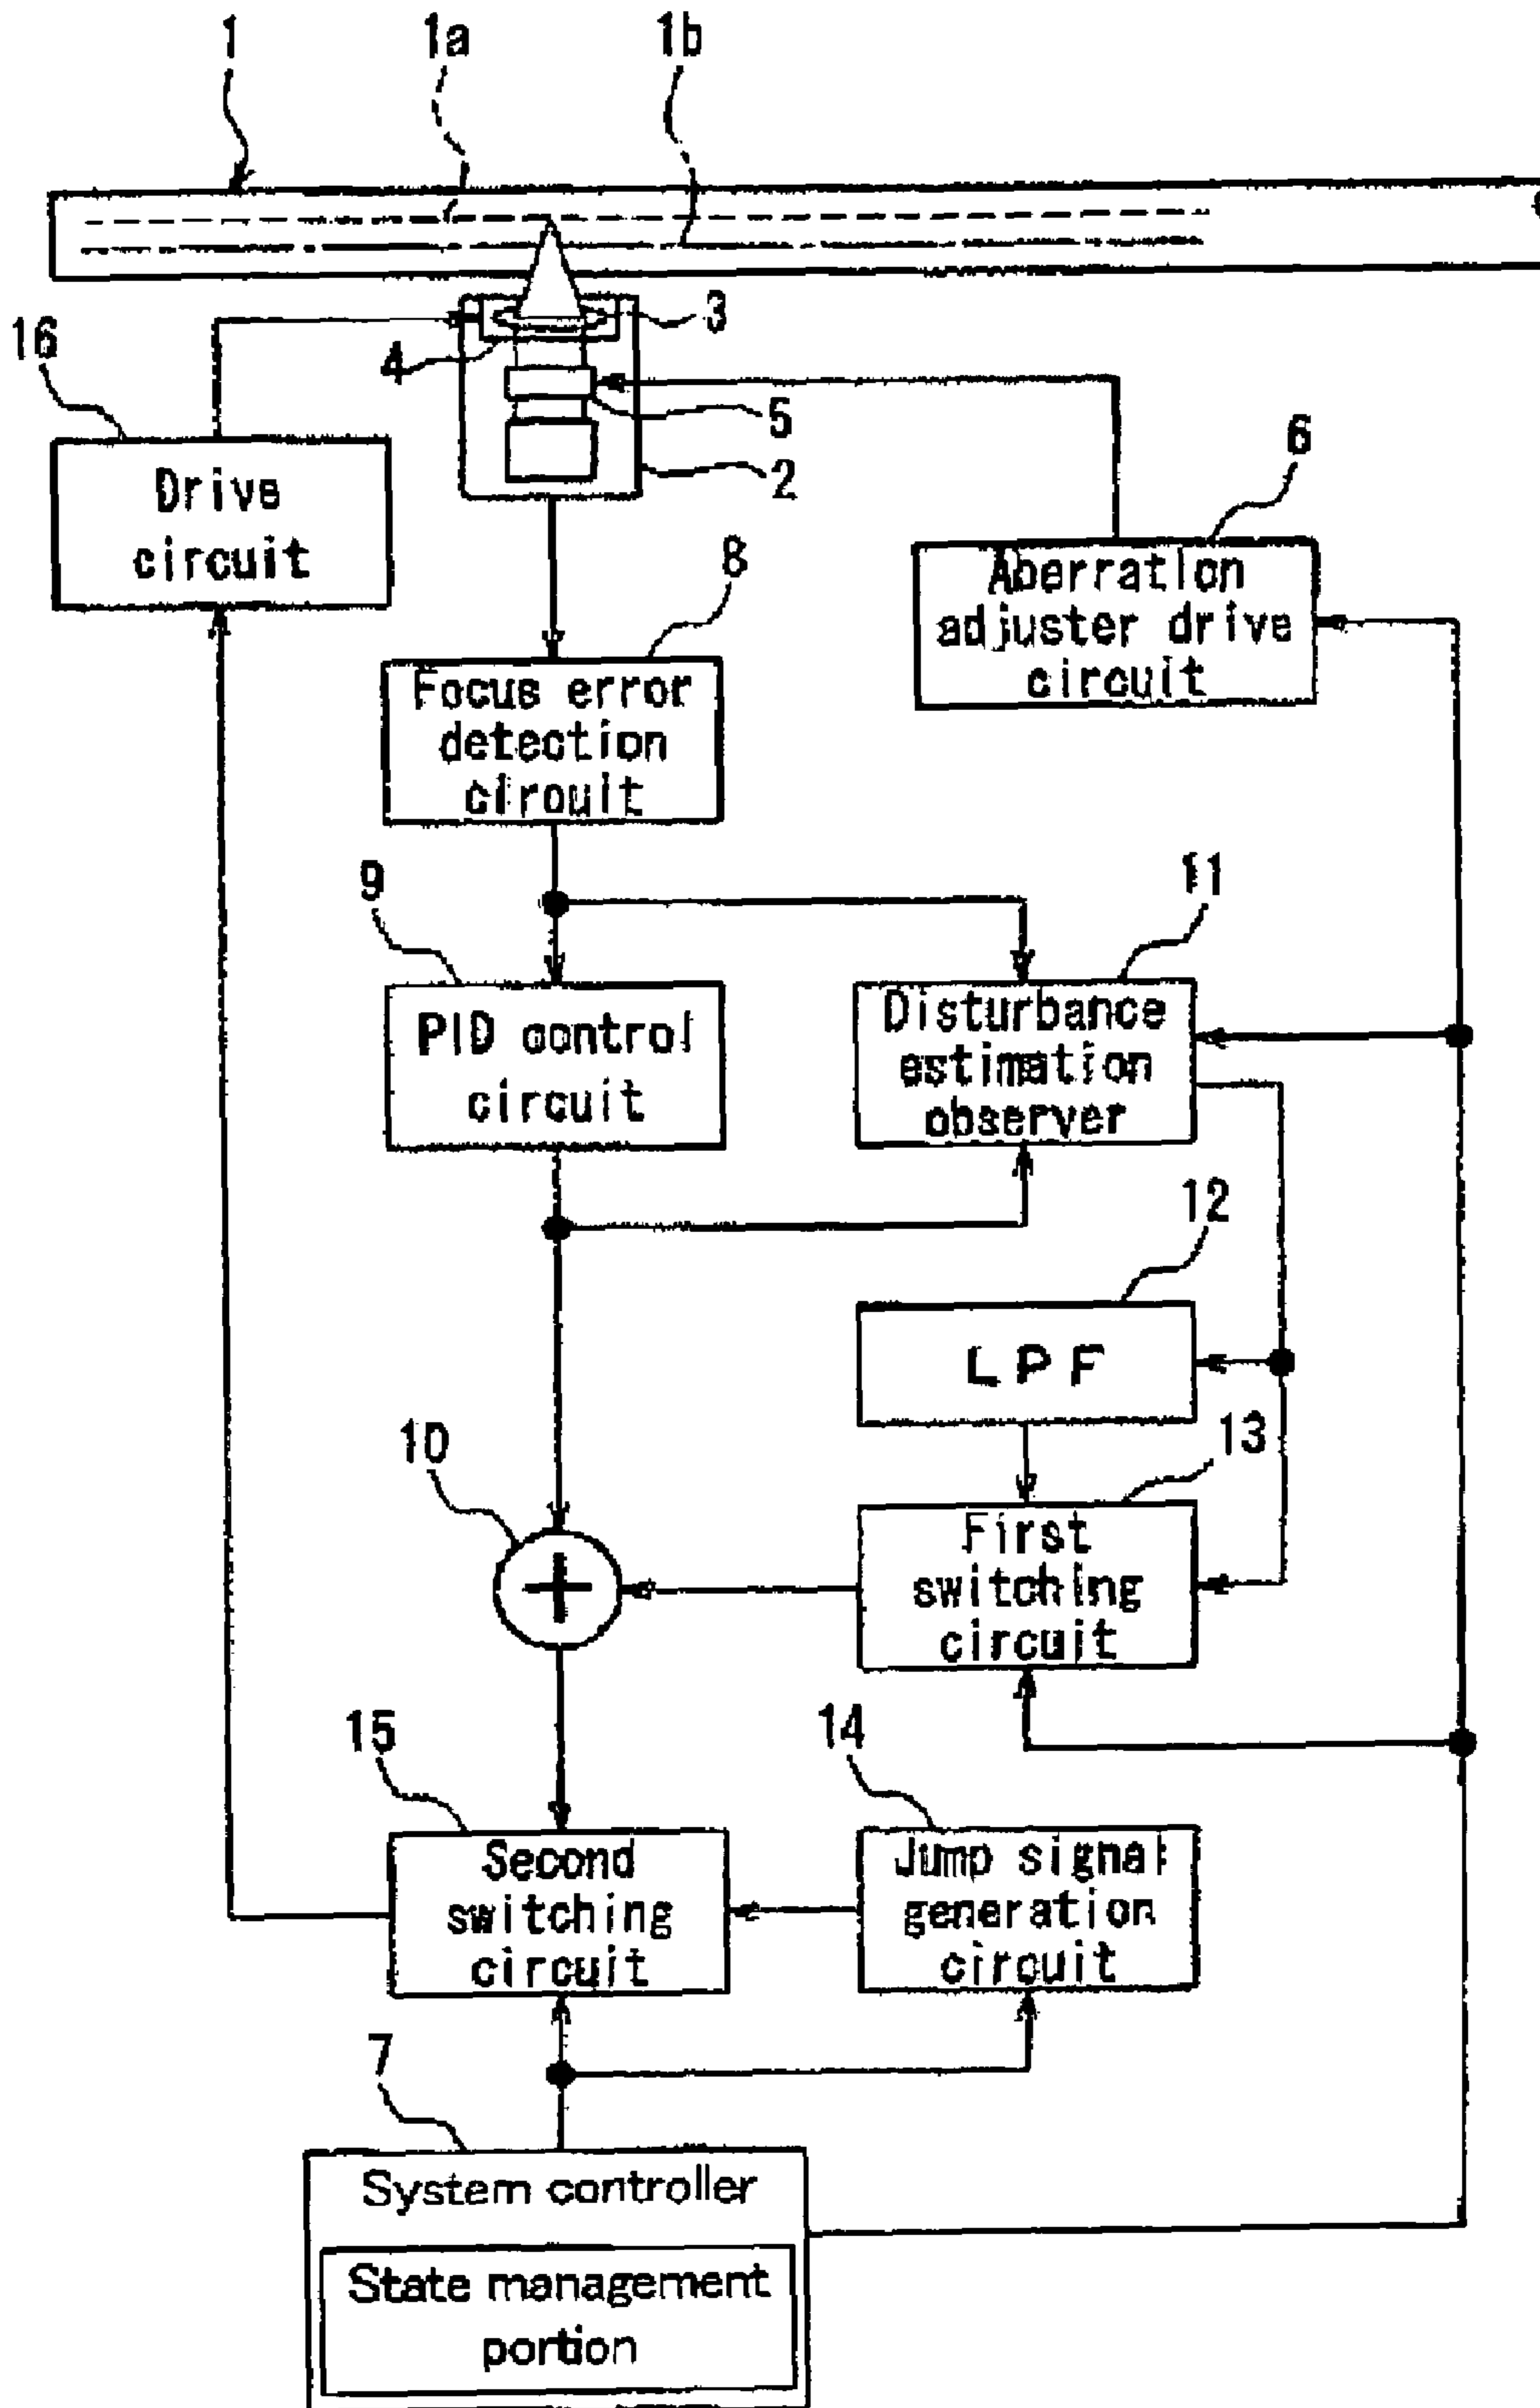 1
1a
1b
16
3
4
5
2
6
Drive
circuit
8
Aberration
adjuster drive
circuit
Focus error
detection
circuit
9
11
PID control
circuit
Disturbance
estimation
observer
12
LPF
10
13
First
switching
circuit
15
14
Second
switching
circuit
Jump signal
generation
circuit
7
System controller
State management
portion